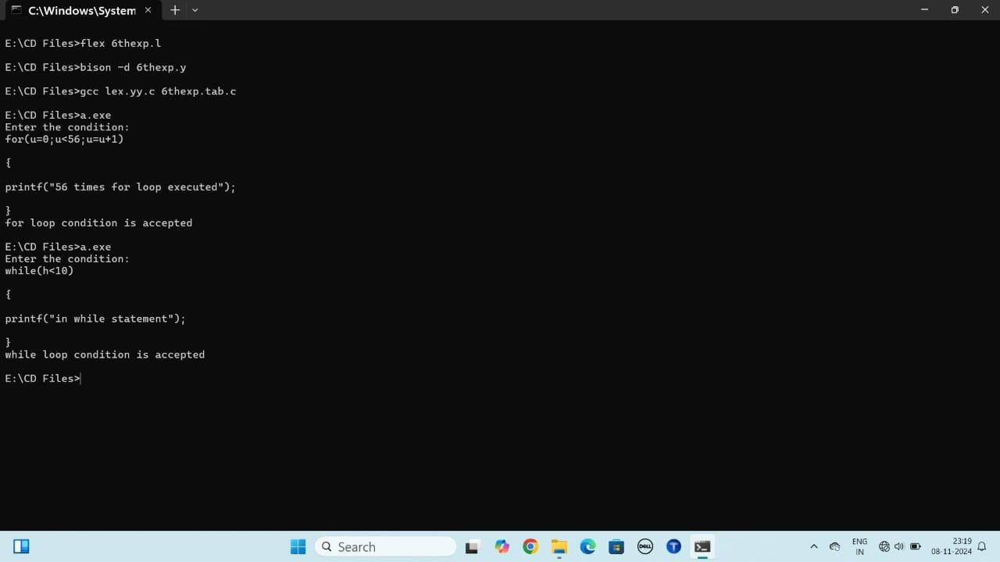 C:\Windows\System
E:\CD Files>flex 6thexp.l
E:\CD Files>bison -d 6thexp.y
E:\CD Files>gcc lex.yy.c 6thexp.tab.c
E:\CD Files>a.exe
Enter the condition:
for(u=0;u<56;u=u+1)
{
printf("56 times for loop executed");
}
for loop condition is accepted
E:\CD Files>a.exe
Enter the condition:
while(h<10)
{
printf("in while statement");
}
while loop condition is accepted
E:\CD Files>
Search
DELL
T
ENG
IN
23:19
08-11-2024